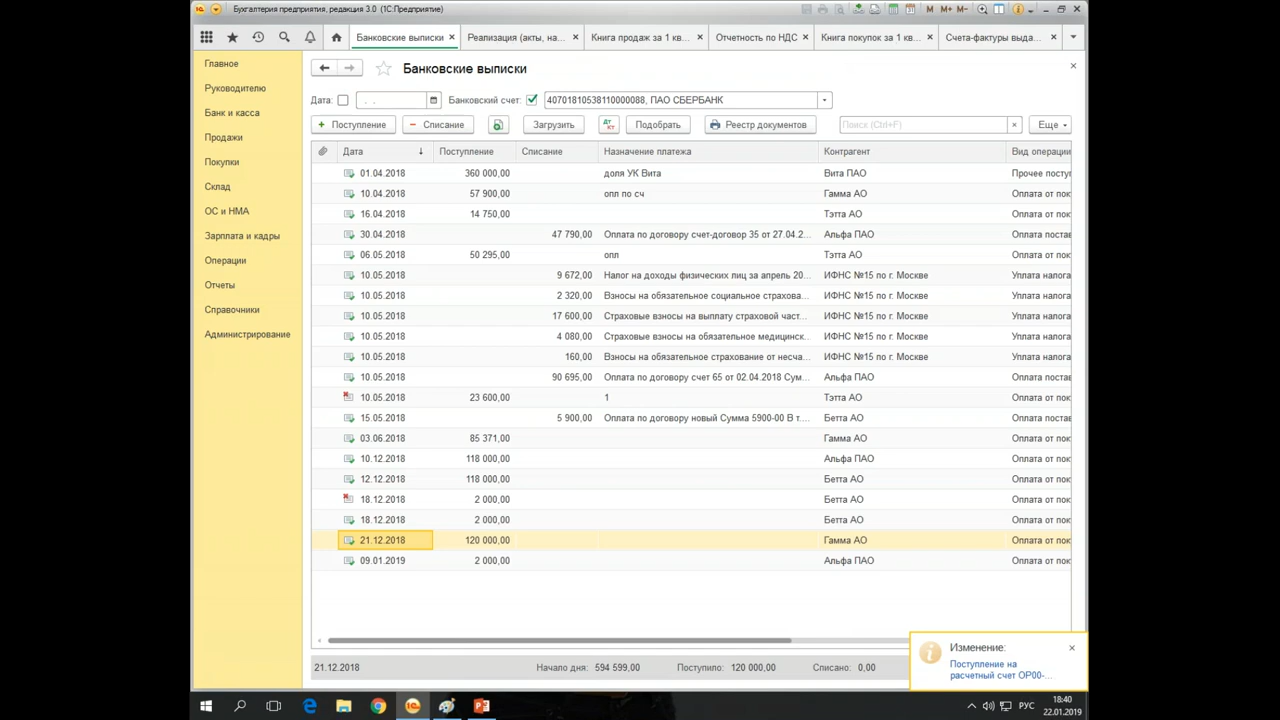 Бухгалтерия предприятия, редакция 3.0 (1С:Предприятие)
M M+ M-
Банковские выписки Реализация (акты, на... Книга продаж за 1 кв... Отчетность по НДС Книга покупок за 1 кв... Счета-фактуры выда...
Главное
Руководителю
Банк и касса
Продажи
Покупки
Склад
ОС и НМА
Зарплата и кадры
Операции
Отчеты
Справочники
Администрирование
Банковские выписки
Дата: . . Банковский счет: 40701810538110000088, ПАО СБЕРБАНК
Поступление Списание Загрузить Дт Кт Подобрать Реестр документов Поиск (Ctrl+F) Еще
Дата Поступление Списание Назначение платежа Контрагент Вид операции
01.04.2018 360 000,00 доля УК Вита Вита ПАО Прочее посту
10.04.2018 57 900,00 опл по сч Гамма АО Оплата от пок
16.04.2018 14 750,00 Тэтта АО Оплата от пок
30.04.2018 47 790,00 Оплата по договору счет-договор 35 от 27.04.2... Альфа ПАО Оплата постав
06.05.2018 50 295,00 опл Тэтта АО Оплата от пок
10.05.2018 9 672,00 Налог на доходы физических лиц за апрель 20... ИФНС №15 по г. Москве Уплата налога
10.05.2018 2 320,00 Взносы на обязательное социальное страхова... ИФНС №15 по г. Москве Уплата налога
10.05.2018 17 600,00 Страховые взносы на выплату страховой част... ИФНС №15 по г. Москве Уплата налога
10.05.2018 4 080,00 Страховые взносы на обязательное медицинск... ИФНС №15 по г. Москве Уплата налога
10.05.2018 160,00 Взносы на обязательное страхование от несча... ИФНС №15 по г. Москве Уплата налога
10.05.2018 90 695,00 Оплата по договору счет 65 от 02.04.2018 Сум... Альфа ПАО Оплата постав
10.05.2018 23 600,00 1 Тэтта АО Оплата от пок
15.05.2018 5 900,00 Оплата по договору новый Сумма 5900-00 В т.... Бетта АО Оплата постав
03.06.2018 85 371,00 Гамма АО Оплата от пок
10.12.2018 118 000,00 Альфа ПАО Оплата от пок
12.12.2018 118 000,00 Бетта АО Оплата от пок
18.12.2018 2 000,00 Бетта АО Оплата от пок
18.12.2018 2 000,00 Бетта АО Оплата от пок
21.12.2018 120 000,00 Гамма АО Оплата от пок
09.01.2019 2 000,00 Альфа ПАО Оплата от пок
21.12.2018 Начало дня: 594 599,00 Поступило: 120 000,00 Списано: 0,00
Изменение:
Поступление на
расчетный счет ОР00-...
РУС
18:40
22.01.2019